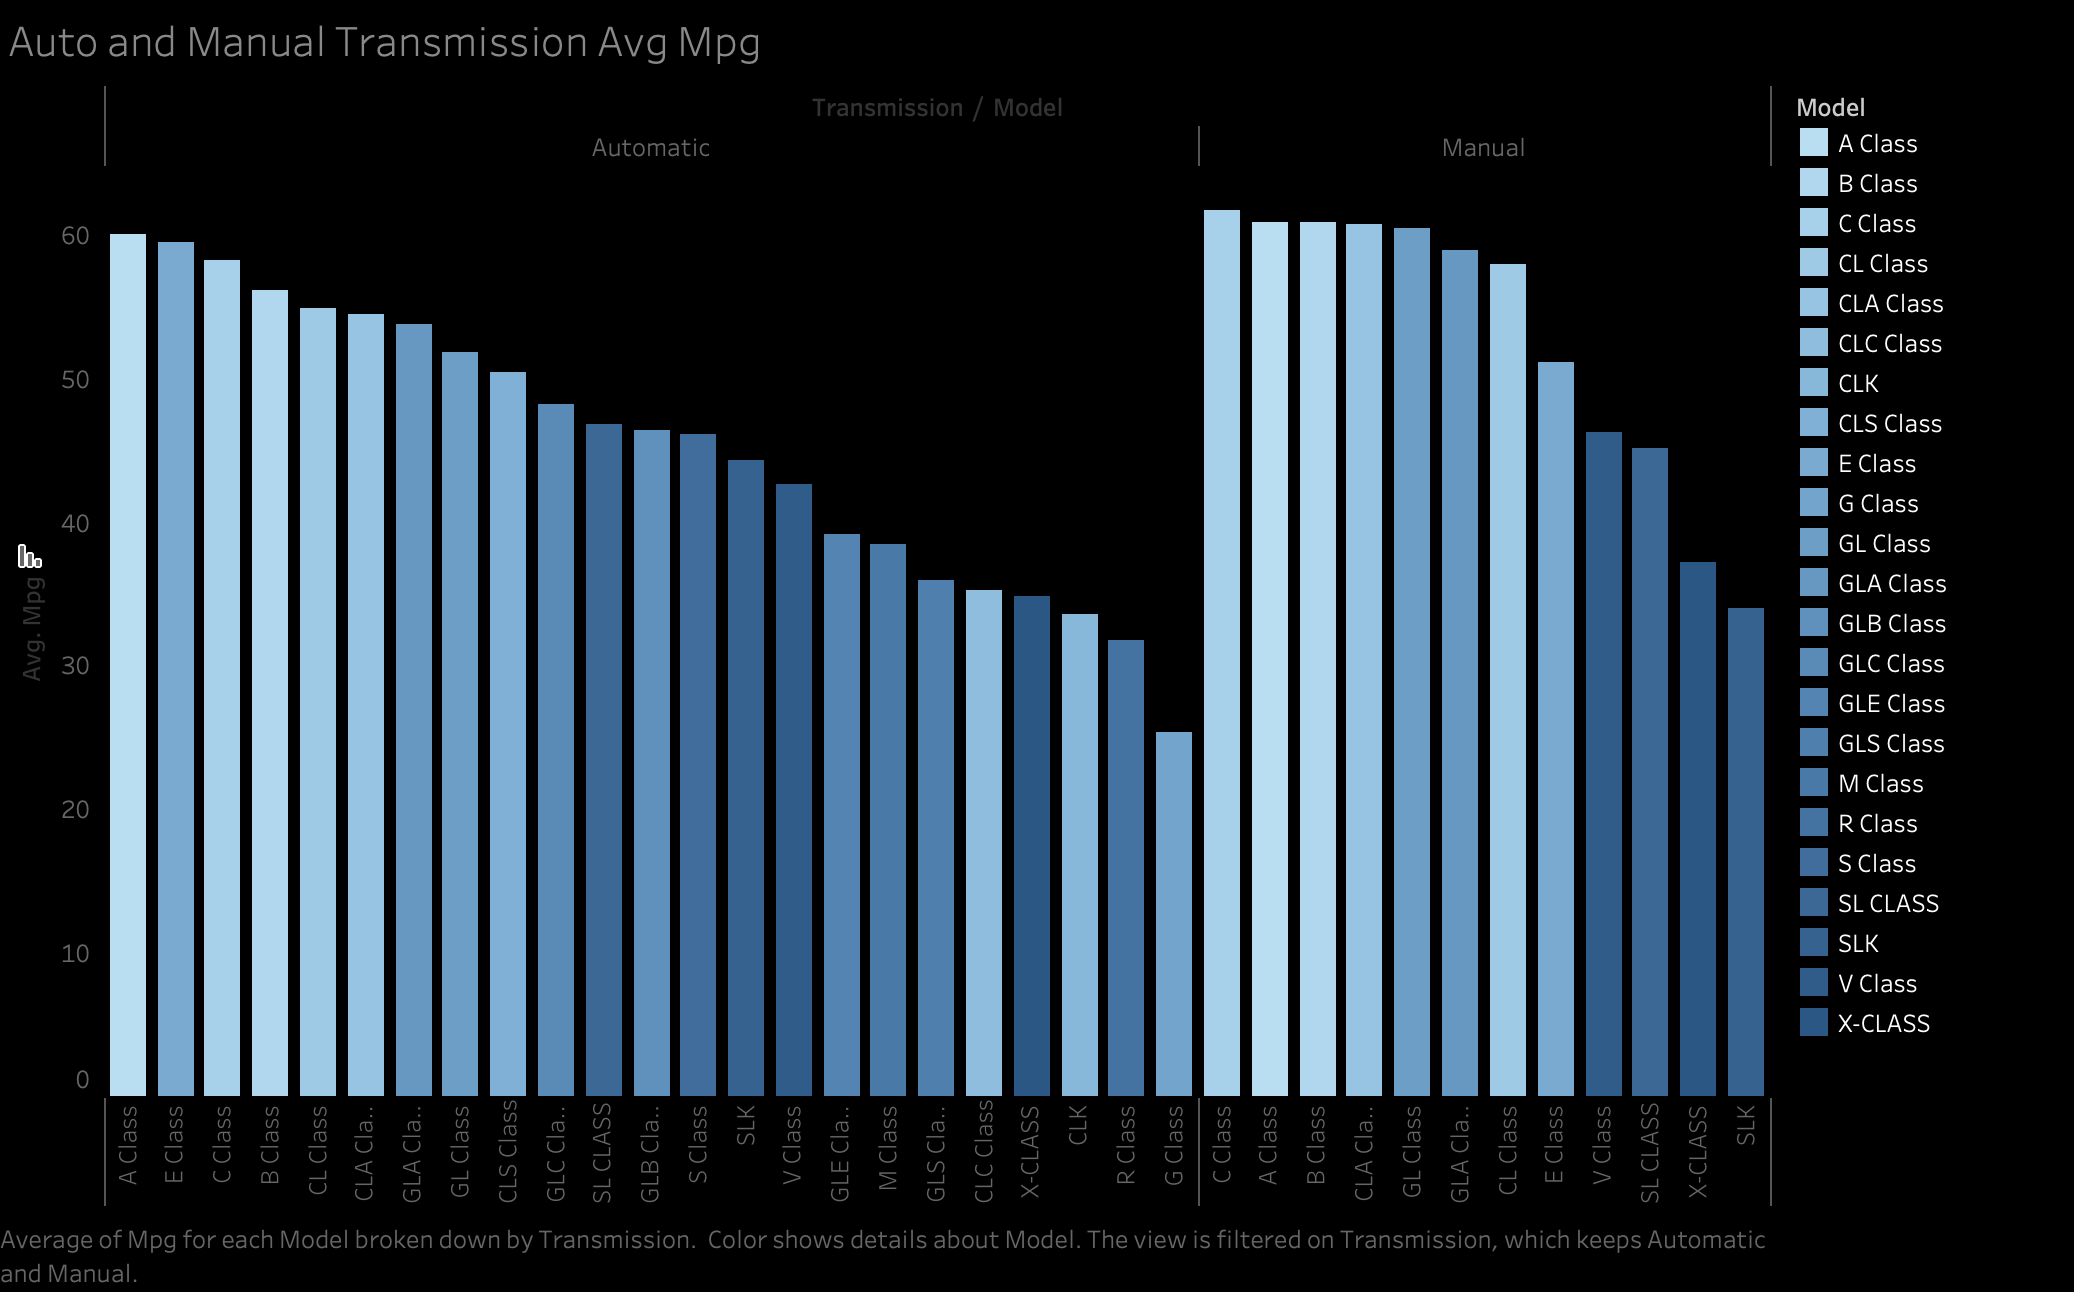 Auto and Manual Transmission Avg Mpg
Transmission / Model
Automatic
Manual
60
50
40
30
20
10
0
Avg. Mpg
A Class
E Class
C Class
B Class
CL Class
CLA Cla..
GLA Cla..
GL Class
CLS Class
GLC Cla..
SL CLASS
GLB Cla..
S Class
SLK
V Class
GLE Cla..
M Class
GLS Cla..
CLC Class
X-CLASS
CLK
R Class
G Class
C Class
A Class
B Class
CLA Cla..
GL Class
GLA Cla..
CL Class
E Class
V Class
SL CLASS
X-CLASS
SLK
Model
A Class
B Class
C Class
CL Class
CLA Class
CLC Class
CLK
CLS Class
E Class
G Class
GL Class
GLA Class
GLB Class
GLC Class
GLE Class
GLS Class
M Class
R Class
S Class
SL CLASS
SLK
V Class
X-CLASS
Average of Mpg for each Model broken down by Transmission.  Color shows details about Model. The view is filtered on Transmission, which keeps Automatic
and Manual.